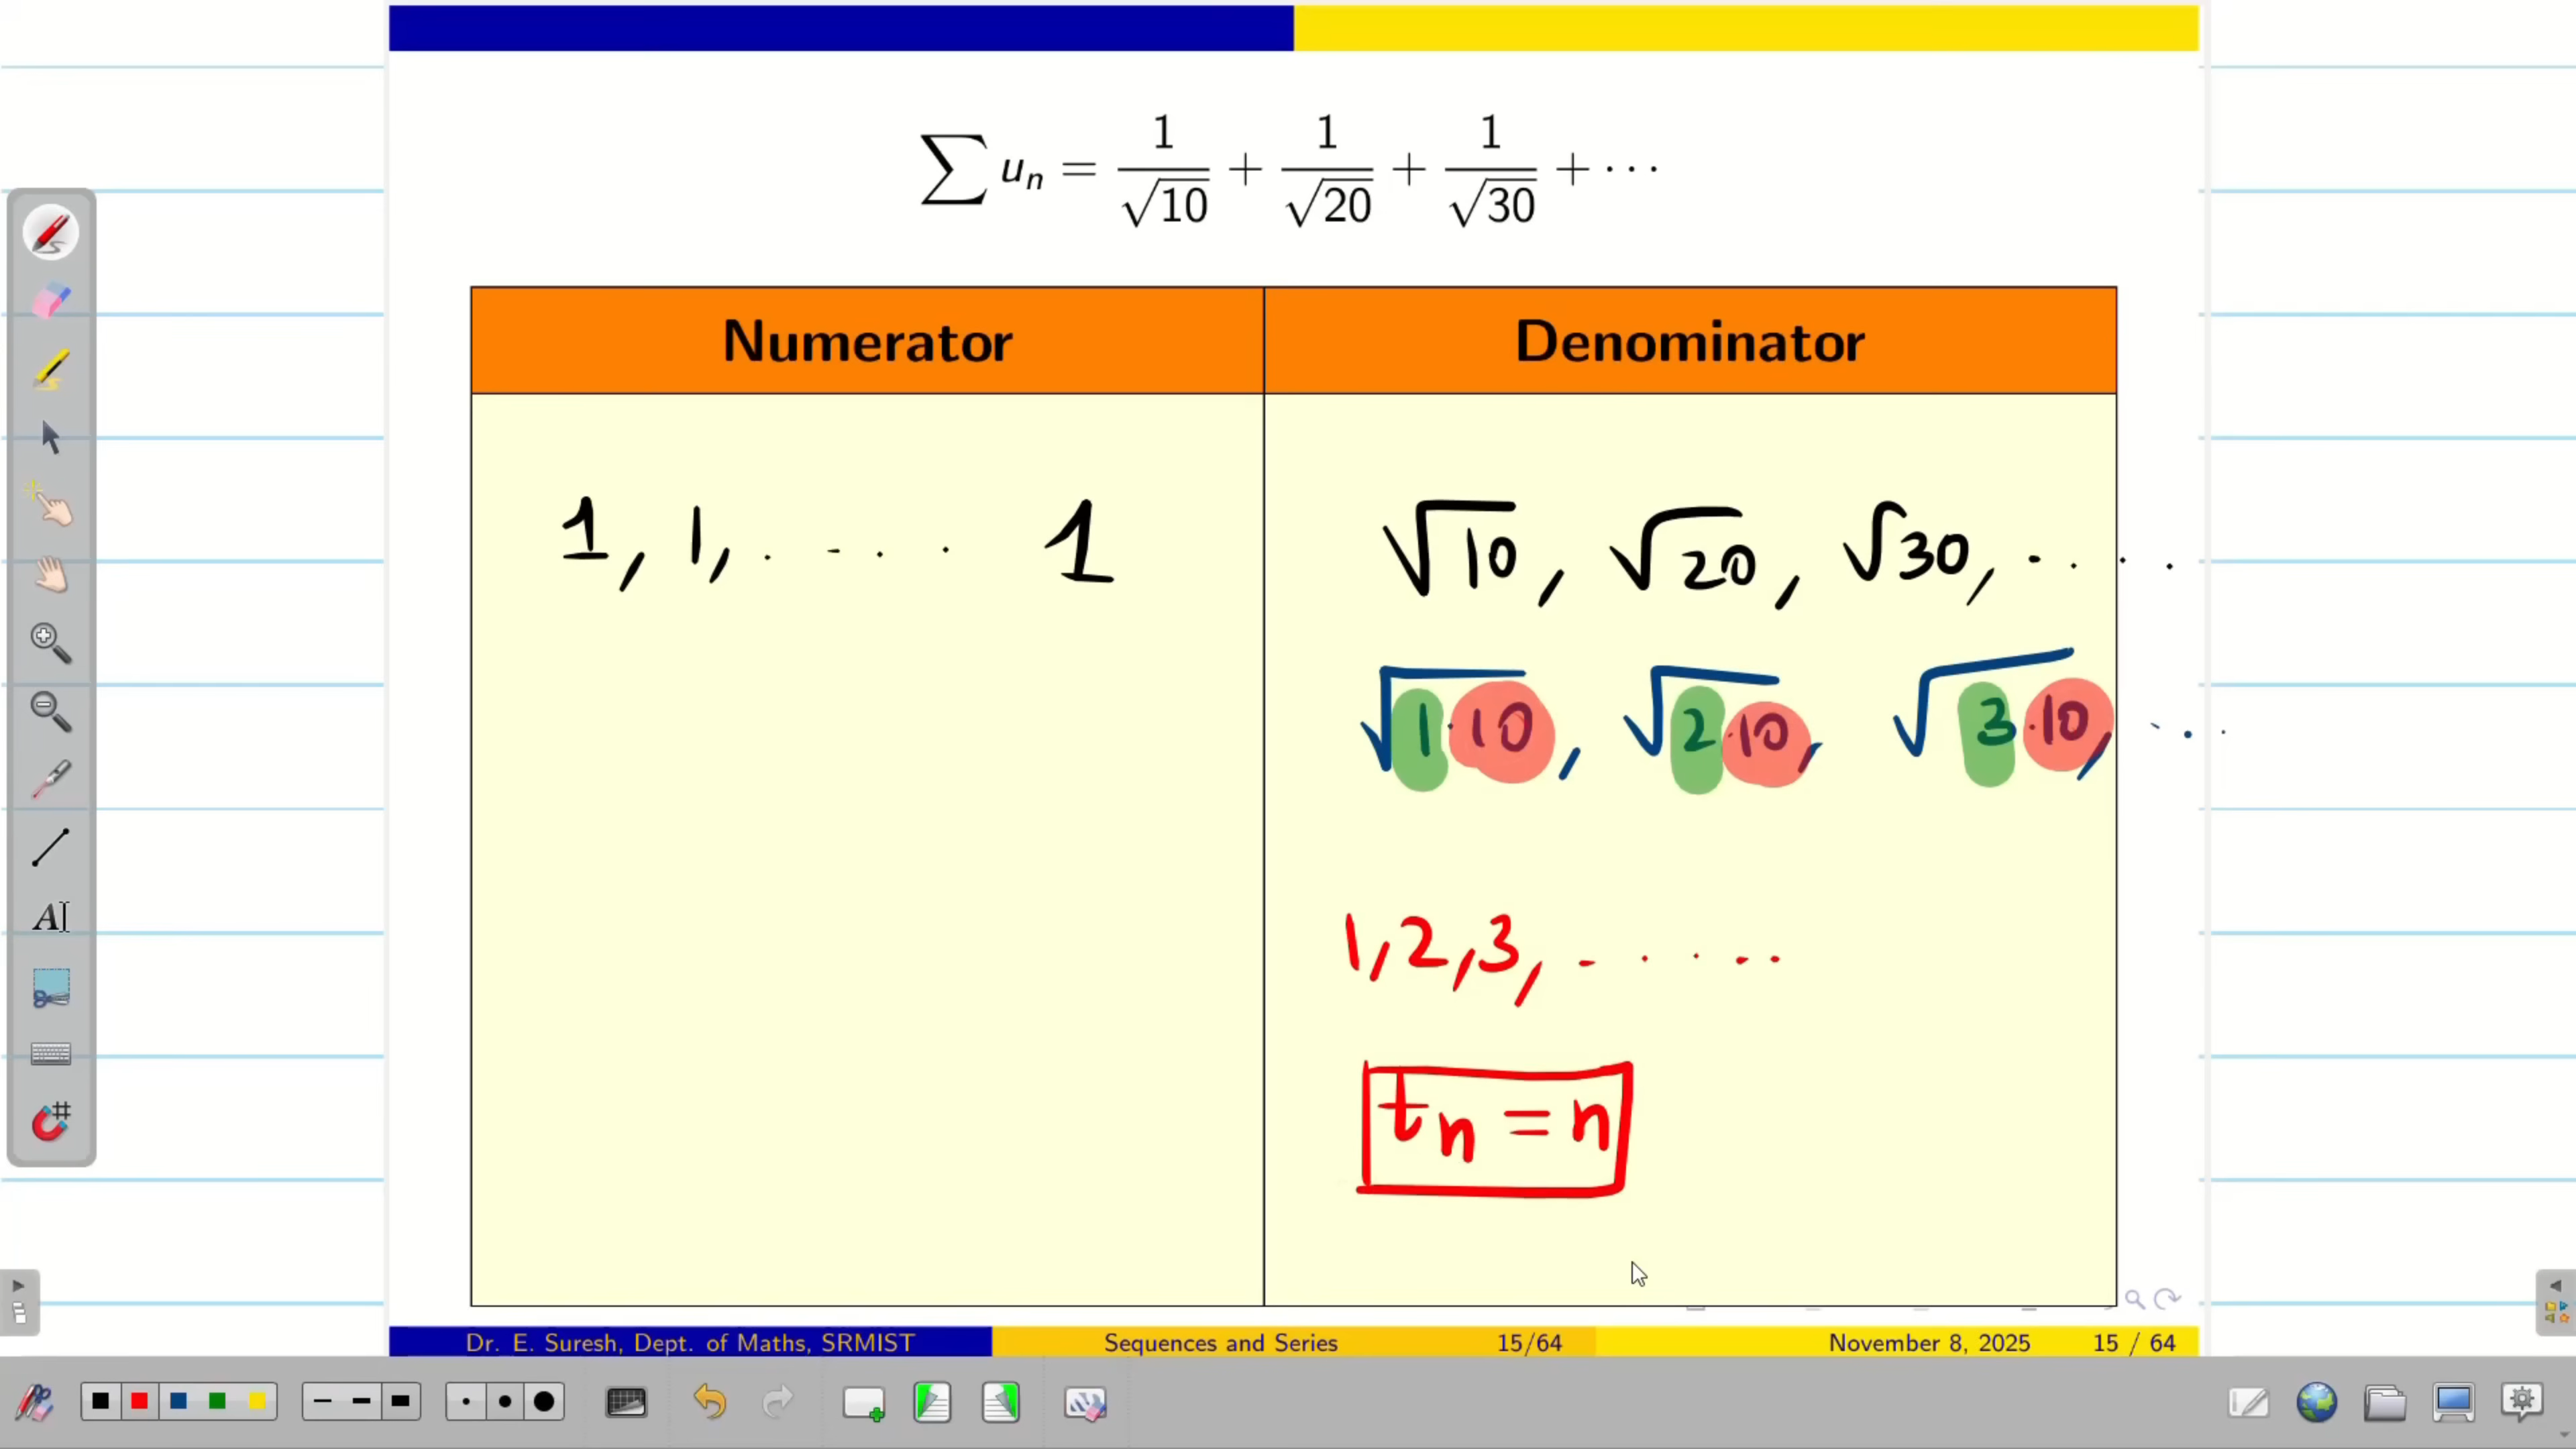 ∑ uₙ = 1/√10 + 1/√20 + 1/√30 + ···
Numerator
Denominator
1, 1, . . . . 1
√10, √20, √30, . . . .
√1·10, √2·10, √3·10, . . .
1, 2, 3, . . . . .
tₙ = n
Dr. E. Suresh, Dept. of Maths, SRMIST
Sequences and Series
15/64
November 8, 2025
15 / 64